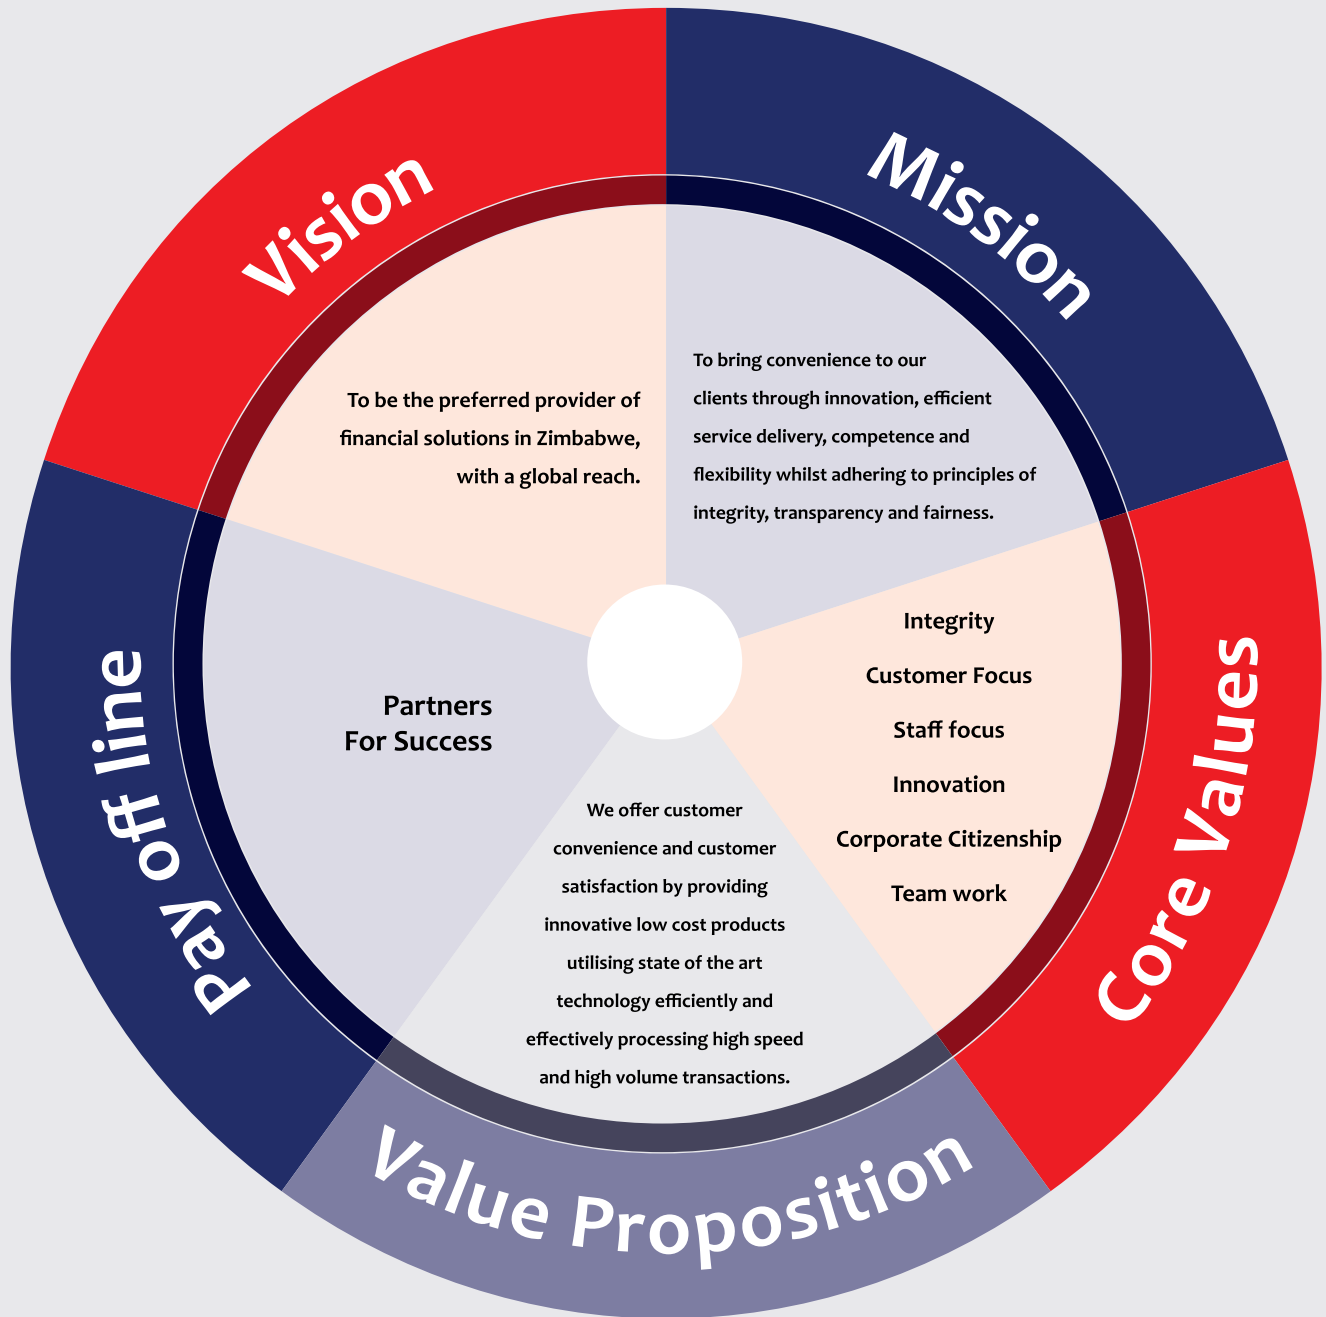 Vision
To be the preferred provider of
financial solutions in Zimbabwe,
with a global reach.
Mission
To bring convenience to our
clients through innovation, efficient
service delivery, competence and
flexibility whilst adhering to principles of
integrity, transparency and fairness.
Core Values
Integrity
Customer Focus
Staff focus
Innovation
Corporate Citizenship
Team work
Value Proposition
We offer customer
convenience and customer
satisfaction by providing
innovative low cost products
utilising state of the art
technology efficiently and
effectively processing high speed
and high volume transactions.
Pay off line
Partners
For Success